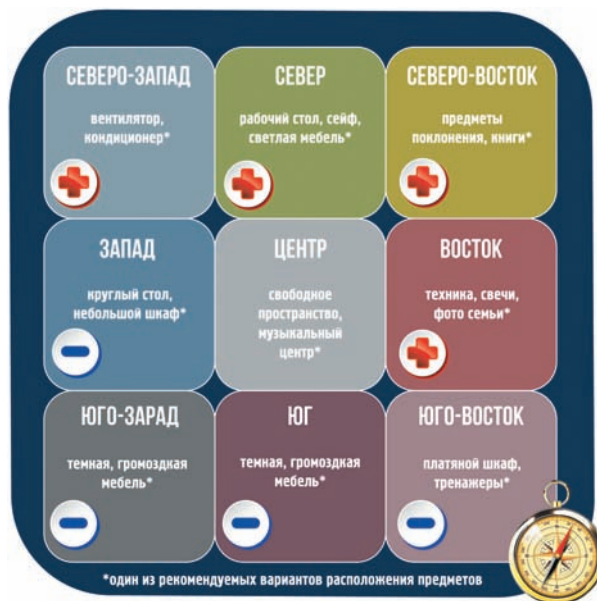 СЕВЕРО-ЗАПАД
вентилятор,
кондиционер*
СЕВЕР
рабочий стол, сейф,
светлая мебель*
СЕВЕРО-ВОСТОК
предметы
поклонения, книги*
ЗАПАД
круглый стол,
небольшой шкаф*
ЦЕНТР
свободное
пространство,
музыкальный
центр*
ВОСТОК
техника, свечи,
фото семьи*
ЮГО-ЗАРАД
темная, громоздкая
мебель*
ЮГ
темная, громоздкая
мебель*
ЮГО-ВОСТОК
платяной шкаф,
тренажеры*
*один из рекомендуемых вариантов расположения предметов